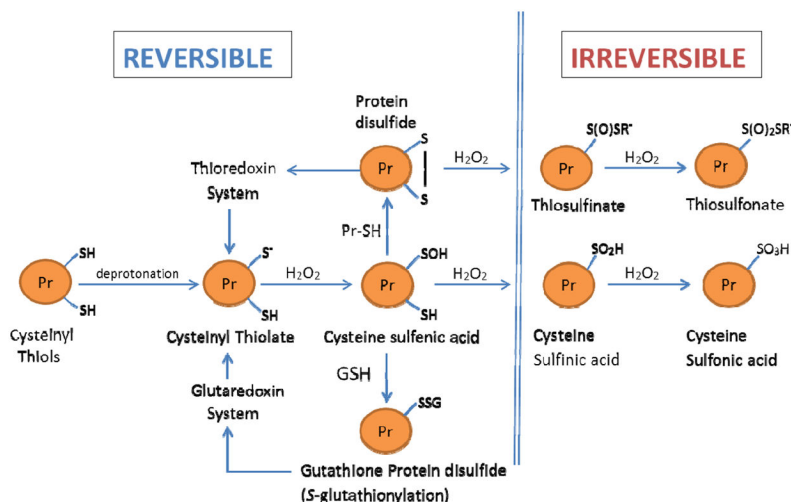 REVERSIBLE
IRREVERSIBLE
Protein
disulfide
S
Pr
S
H₂O₂
S(O)SR⁻
Pr
Thlosulfinate
H₂O₂
S(O)₂SR⁻
Pr
Thiosulfonate
Thloredoxin
System
Pr-SH
SH
Pr
SH
Cysteinyl
Thiols
deprotonation
S⁻
Pr
SH
Cysteinyl Thiolate
H₂O₂
SOH
Pr
SH
Cysteine sulfenic acid
H₂O₂
SO₂H
Pr
Cysteine
Sulfinic acid
H₂O₂
SO₃H
Pr
Cysteine
Sulfonic acid
GSH
Glutaredoxin
System
SSG
Pr
Gutathione Protein disulfide
(S-glutathionylation)